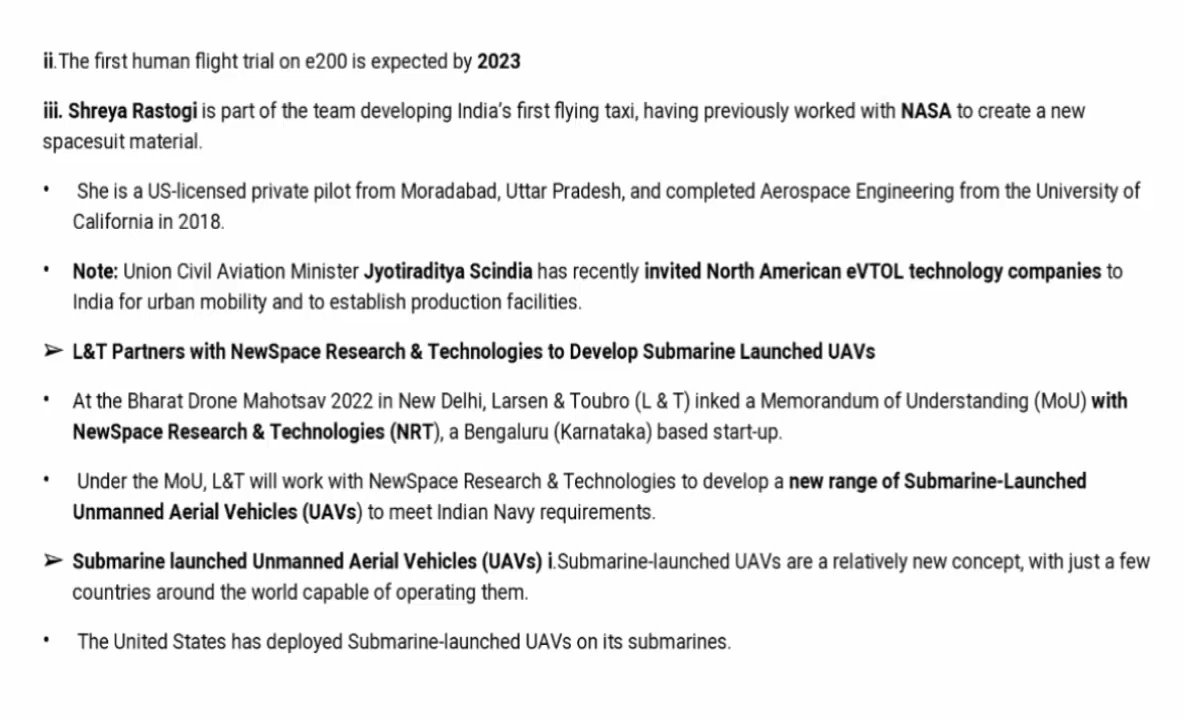 ii.The first human flight trial on e200 is expected by 2023
iii. Shreya Rastogi is part of the team developing India's first flying taxi, having previously worked with NASA to create a new
spacesuit material.
• She is a US-licensed private pilot from Moradabad, Uttar Pradesh, and completed Aerospace Engineering from the University of
California in 2018.
• Note: Union Civil Aviation Minister Jyotiraditya Scindia has recently invited North American eVTOL technology companies to
India for urban mobility and to establish production facilities.
➢ L&T Partners with NewSpace Research & Technologies to Develop Submarine Launched UAVs
• At the Bharat Drone Mahotsav 2022 in New Delhi, Larsen & Toubro (L & T) inked a Memorandum of Understanding (MoU) with
NewSpace Research & Technologies (NRT), a Bengaluru (Karnataka) based start-up.
• Under the MoU, L&T will work with NewSpace Research & Technologies to develop a new range of Submarine-Launched
Unmanned Aerial Vehicles (UAVs) to meet Indian Navy requirements.
➢ Submarine launched Unmanned Aerial Vehicles (UAVs) i.Submarine-launched UAVs are a relatively new concept, with just a few
countries around the world capable of operating them.
• The United States has deployed Submarine-launched UAVs on its submarines.